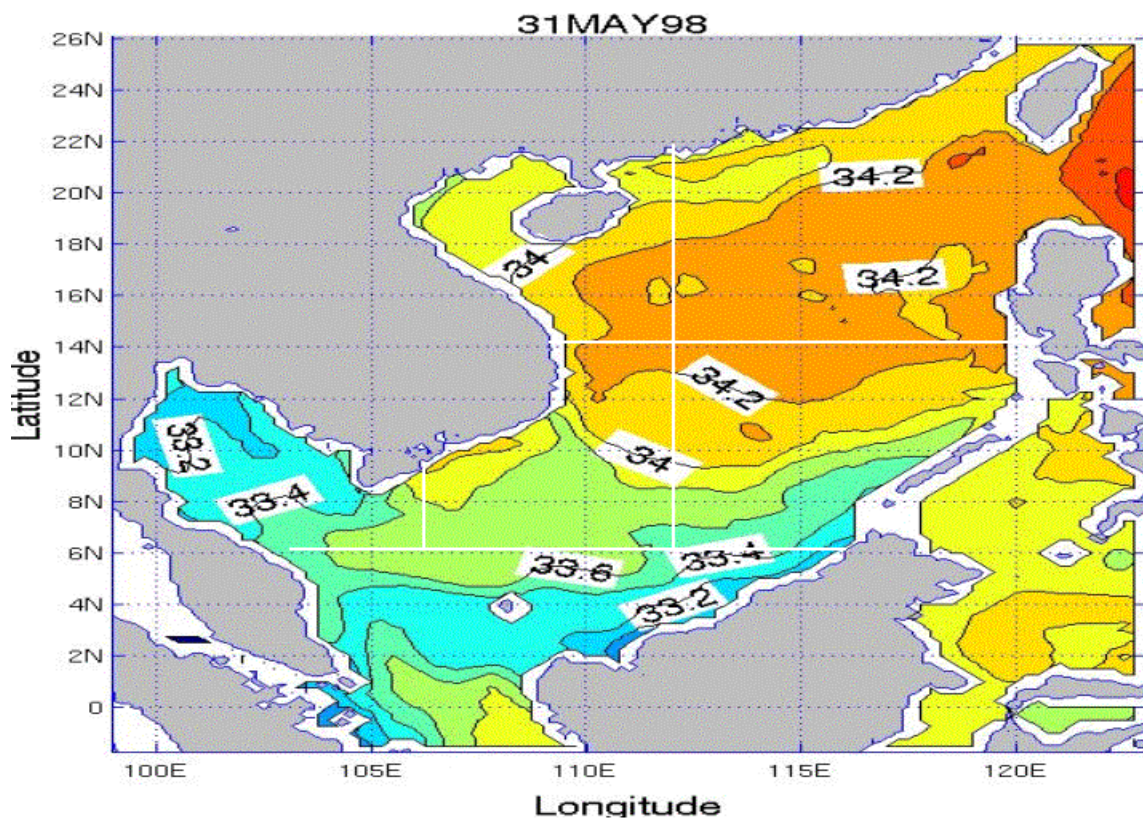 31MAY98
26N
24N
22N
20N
18N
16N
14N
12N
10N
8N
6N
4N
2N
0
Latitude
34.2
34
34.2
34.2
34
33.2
33.4
33.6
33.4
33.2
100E
105E
110E
115E
120E
Longitude